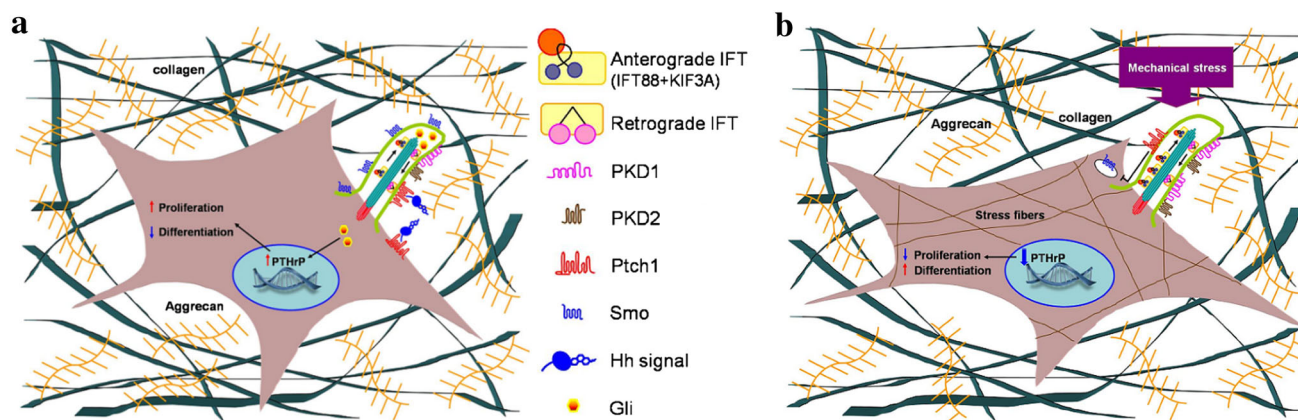 a
collagen
↑ Proliferation
↓ Differentiation
↑ PTHrP
Aggrecan
Anterograde IFT
(IFT88+KIF3A)
Retrograde IFT
PKD1
PKD2
Ptch1
Smo
Hh signal
Gli
b
Mechanical stress
collagen
Aggrecan
Stress fibers
↓ Proliferation
↑ Differentiation
↓ PTHrP